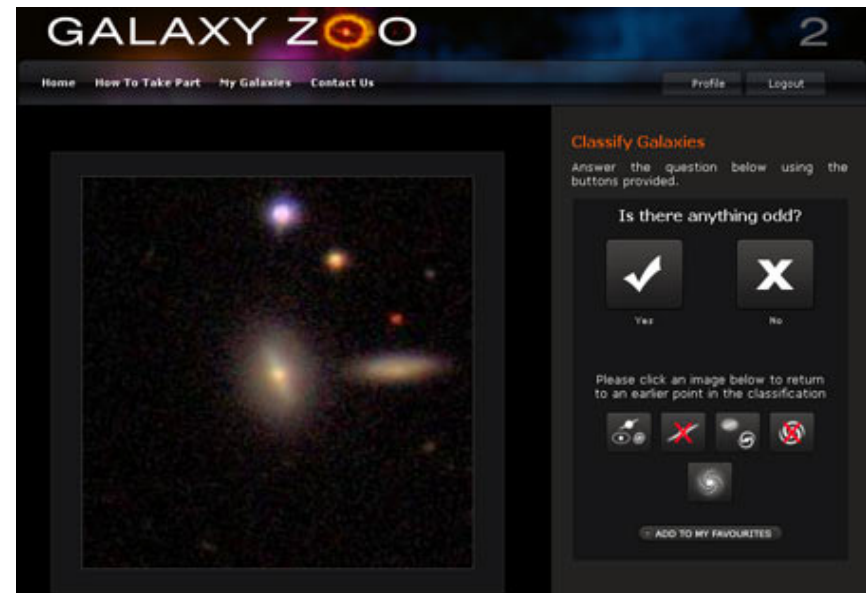 GALAXY ZOO 2
Home How To Take Part My Galaxies Contact Us Profile Logout
Classify Galaxies
Answer the question below using the
buttons provided.
Is there anything odd?
Yes No
Please click an image below to return
to an earlier point in the classification
ADD TO MY FAVOURITES